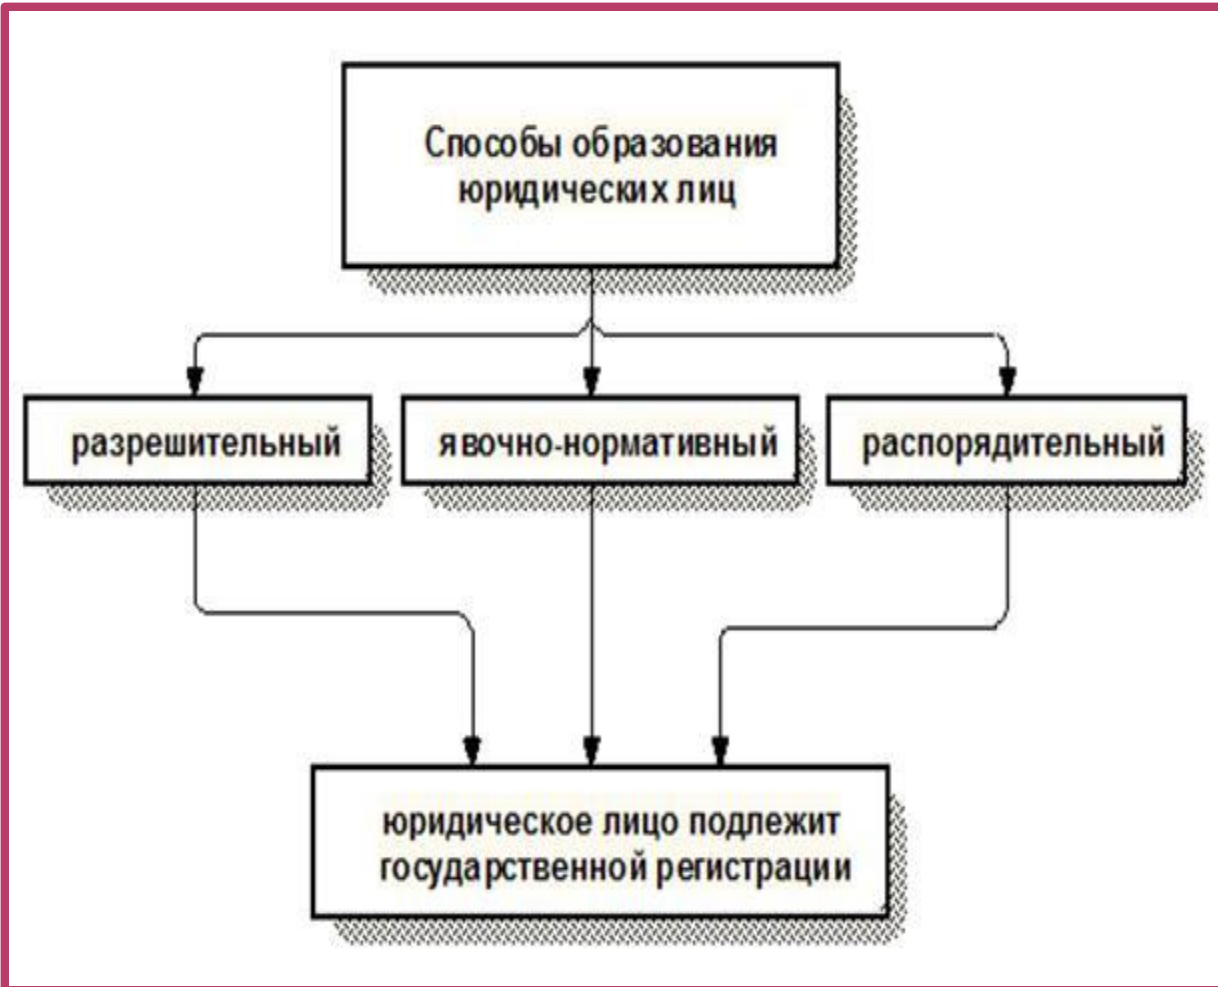 Способы образования
юридических лиц
разрешительный
явочно-нормативный
распорядительный
юридическое лицо подлежит
государственной регистрации